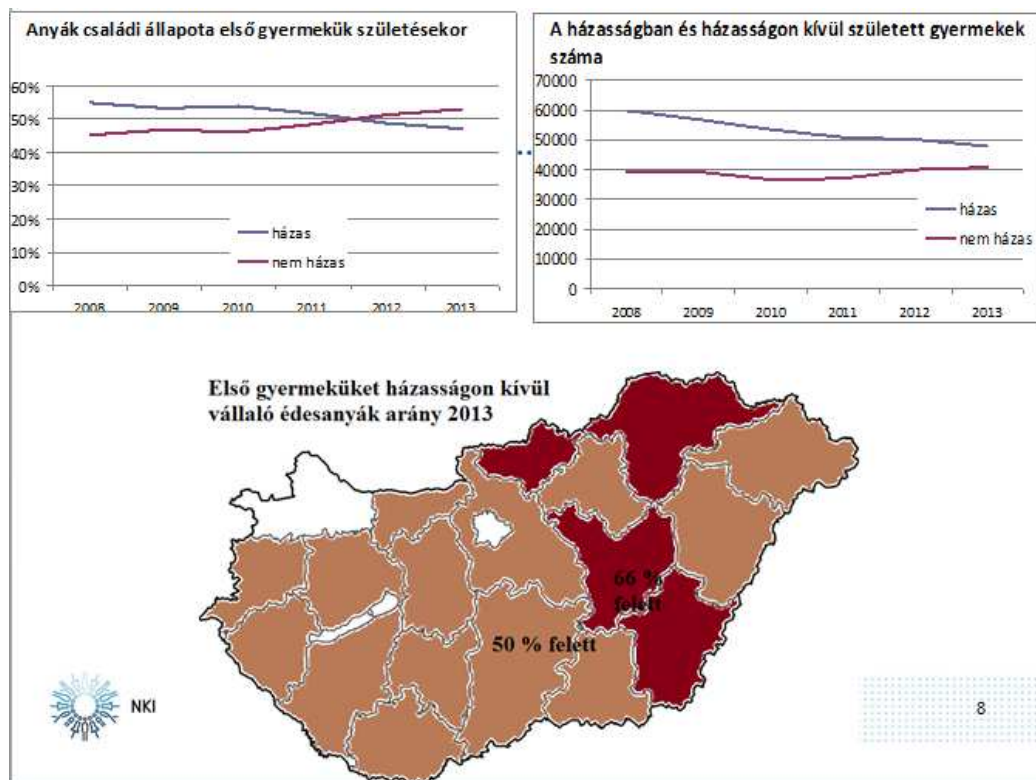 Anyák családi állapota első gyermekük születésekor
60%
50%
40%
30%
20%
10%
0%
házas
nem házas
2008 2009 2010 2011 2012 2013
A házasságban és házasságon kívül született gyermekek
száma
70000
60000
50000
40000
30000
20000
10000
0
házas
nem házas
2008 2009 2010 2011 2012 2013
Első gyermeküket házasságon kívül
vállaló édesanyák arány 2013
66 %
felett
50 % felett
NKI
8